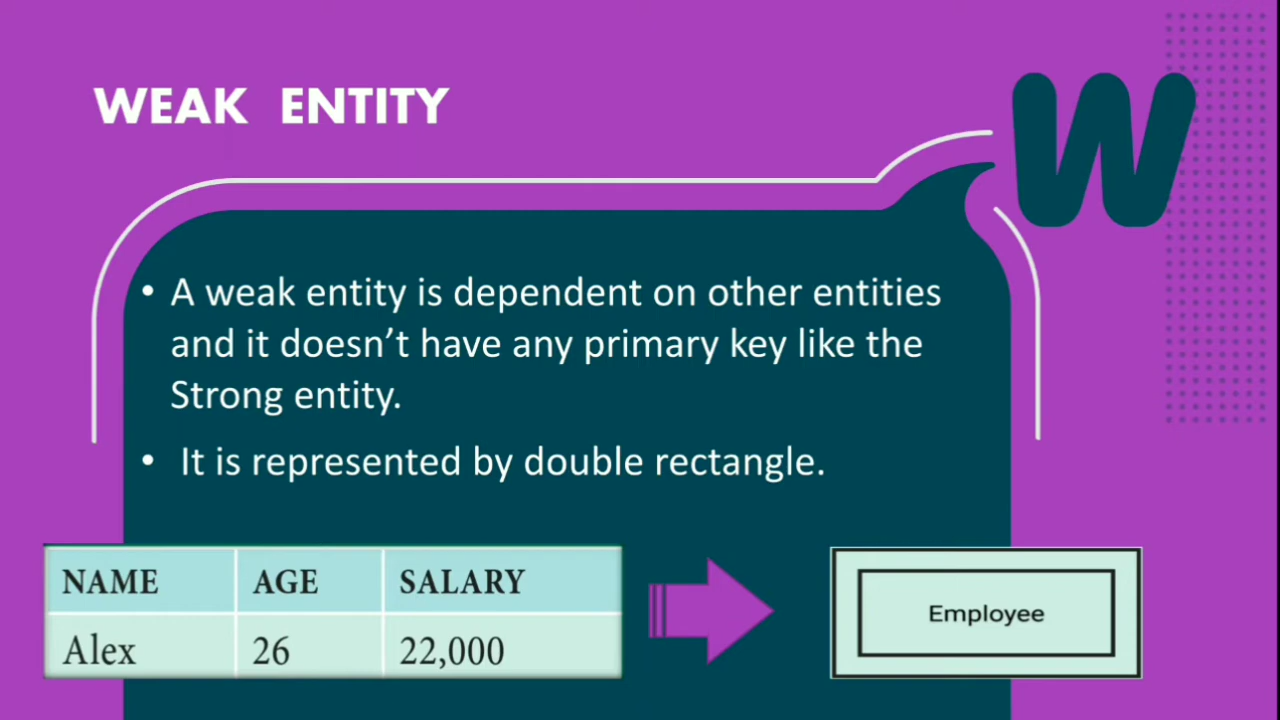 WEAK ENTITY
W
• A weak entity is dependent on other entities
and it doesn’t have any primary key like the
Strong entity.
• It is represented by double rectangle.
NAME AGE SALARY
Alex 26 22,000
Employee